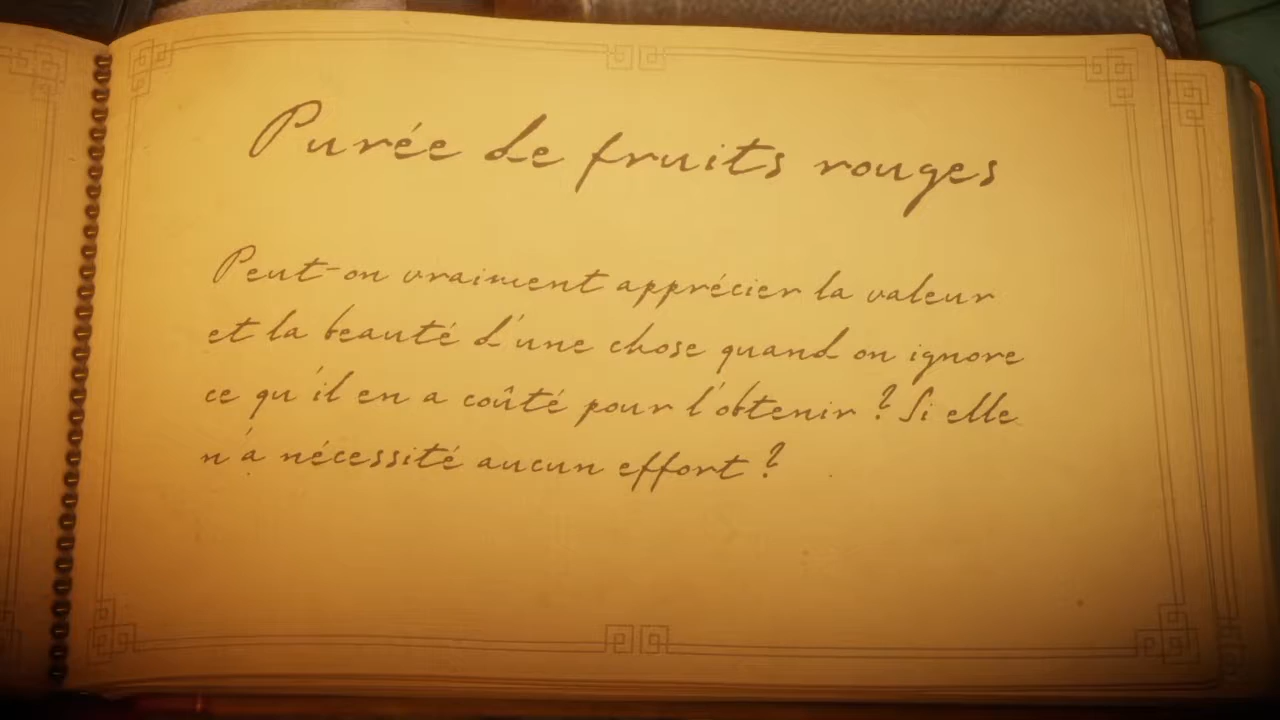 Purée de fruits rouges
Peut-on vraiment apprécier la valeur
et la beauté d'une chose quand on ignore
ce qu'il en a coûté pour l'obtenir ? Si elle
n'a nécessité aucun effort ?